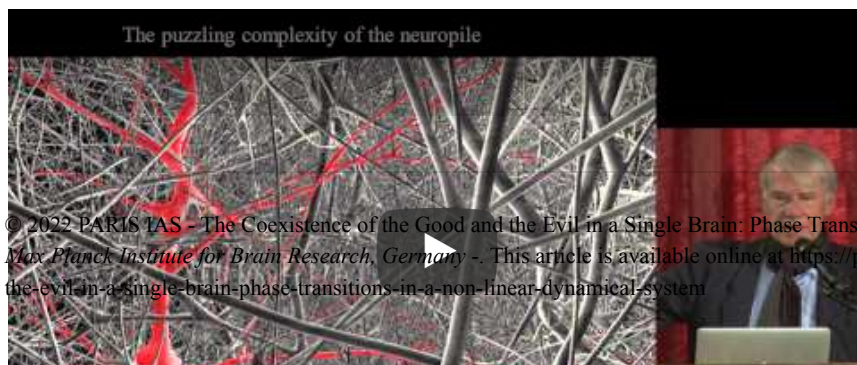 The puzzling complexity of the neuropile
© 2022 PARIS IAS - The Coexistence of the Good and the Evil in a Single Brain: Phase Trans
Max Planck Institute for Brain Research, Germany -. This article is available online at https://p
the-evil-in-a-single-brain-phase-transitions-in-a-non-linear-dynamical-system